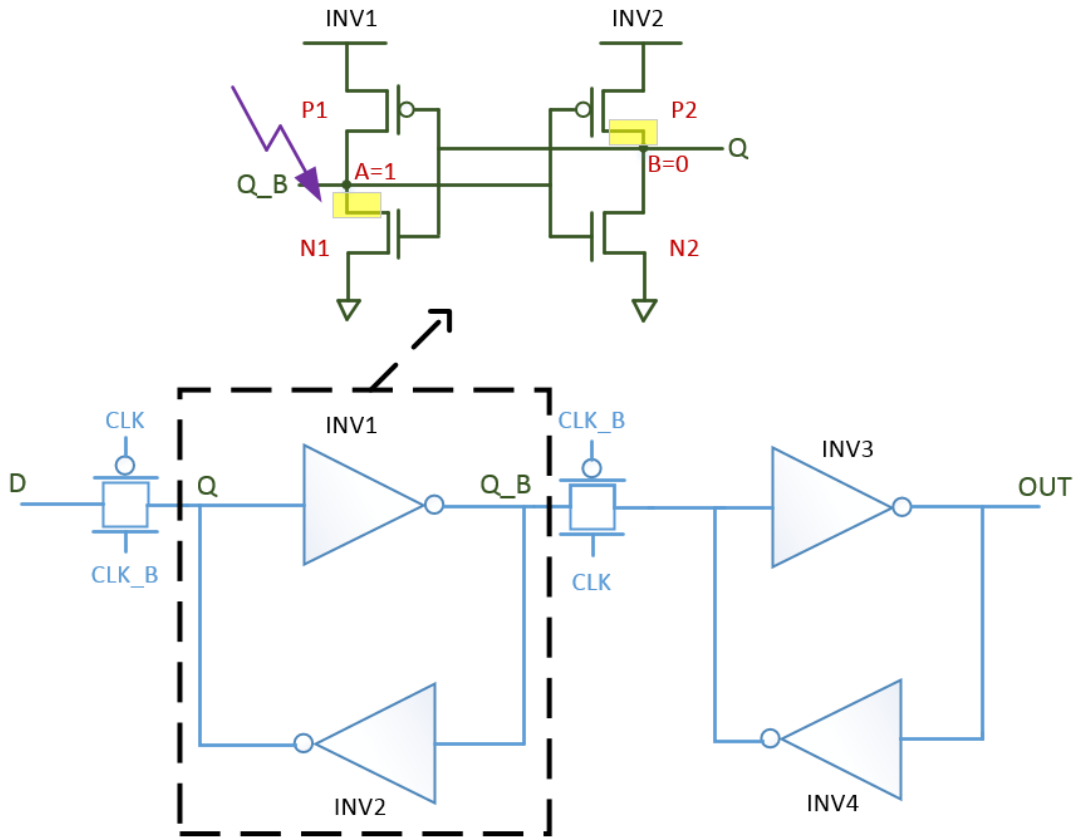 INV1
INV2
P1
P2
Q_B
A=1
B=0
Q
N1
N2
CLK
INV1
CLK_B
INV3
D
Q
Q_B
OUT
CLK_B
CLK
INV2
INV4